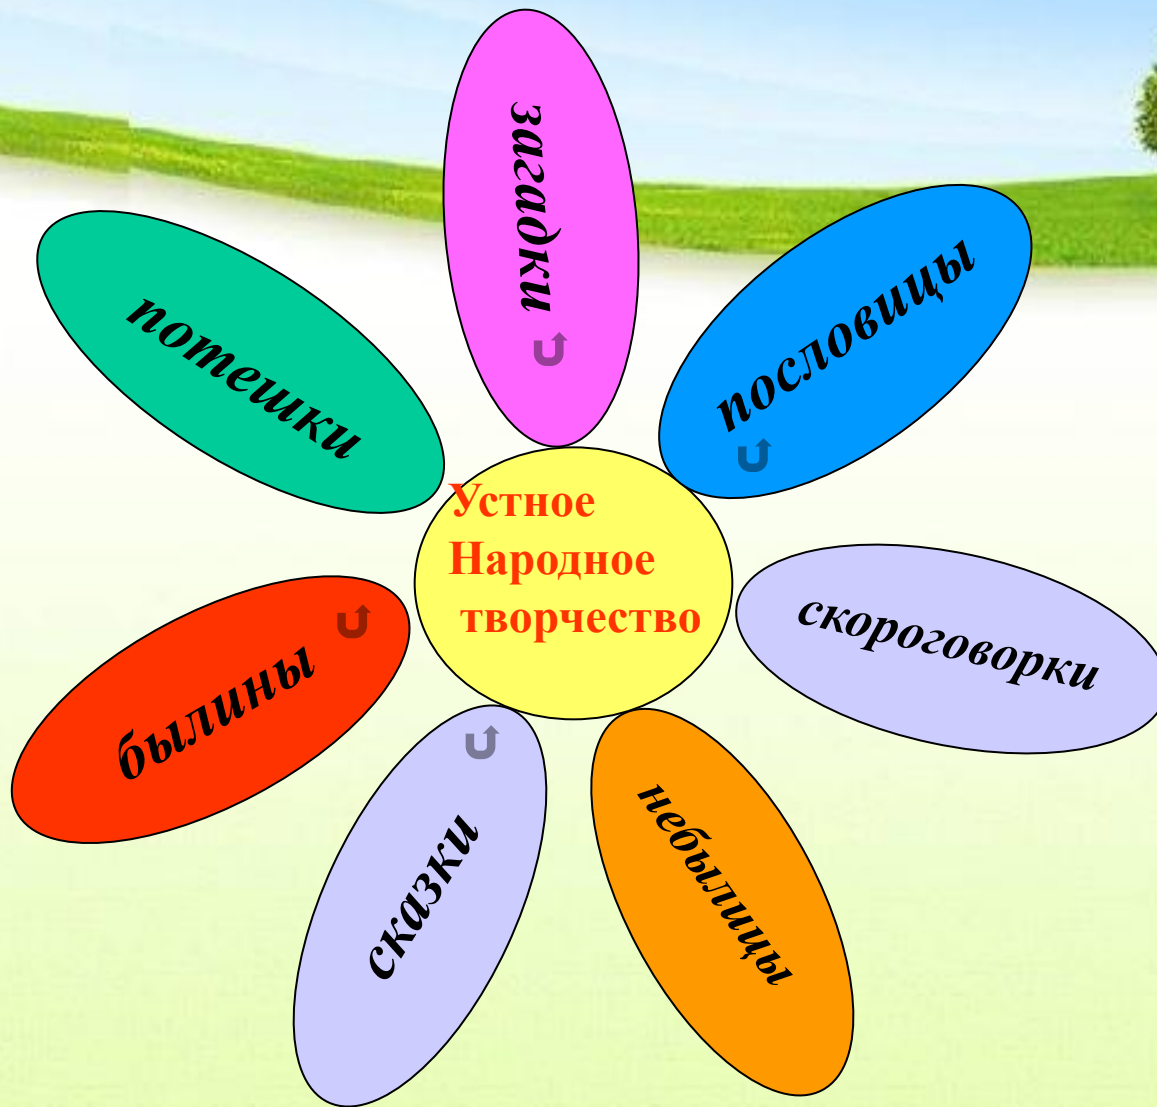 загадки
пословицы
потешки
Устное
Народное
творчество
скороговорки
былины
небылицы
сказки